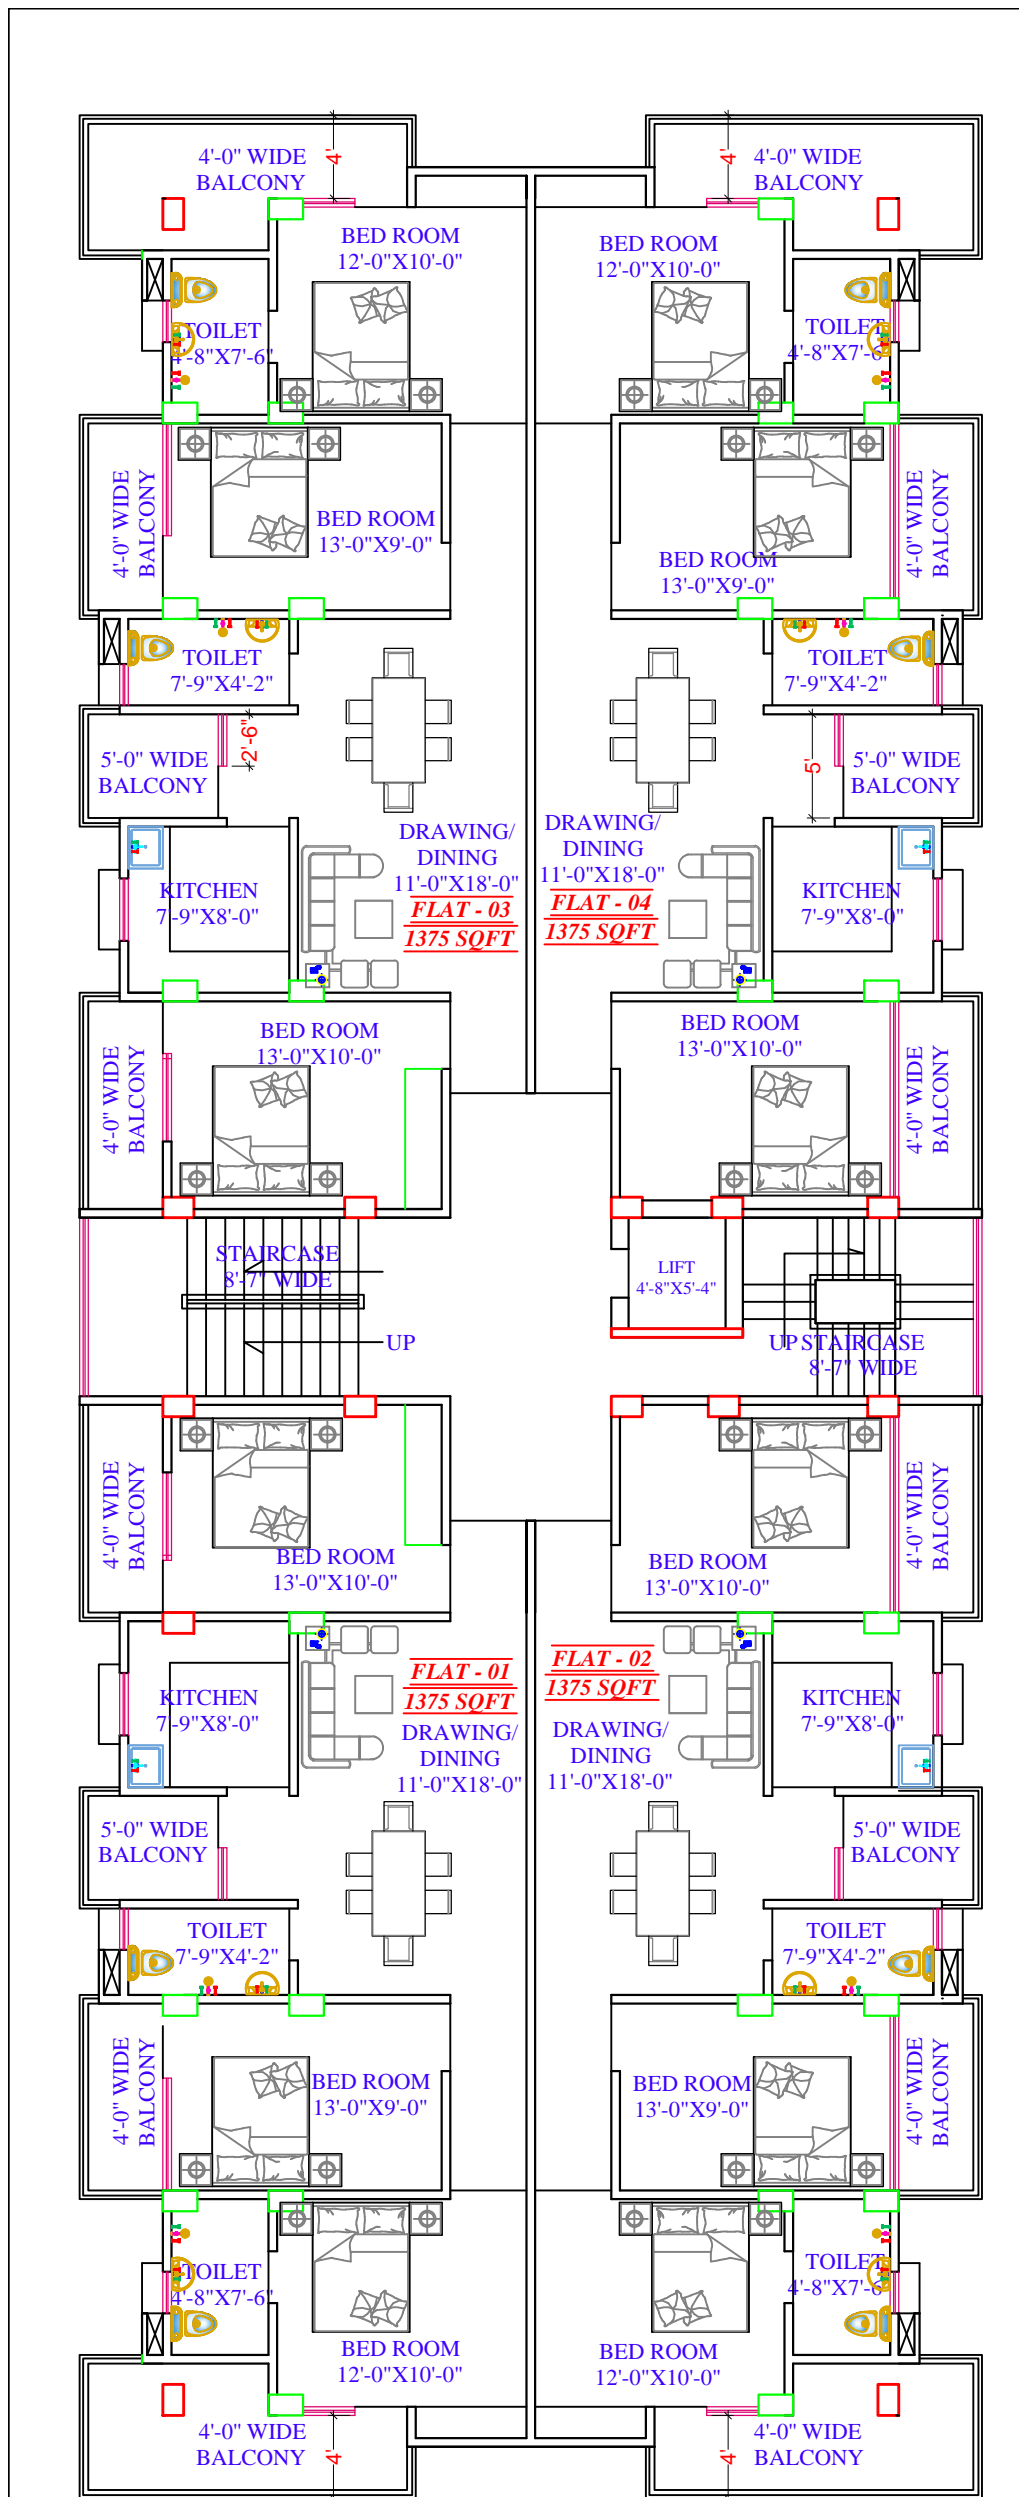 4'-0" WIDE
BALCONY
4'
4'
4'-0" WIDE
BALCONY
BED ROOM
12'-0"X10'-0"
BED ROOM
12'-0"X10'-0"
TOILET
4'-8"X7'-6"
TOILET
4'-8"X7'-6"
4'-0" WIDE
BALCONY
BED ROOM
13'-0"X9'-0"
BED ROOM
13'-0"X9'-0"
4'-0" WIDE
BALCONY
TOILET
7'-9"X4'-2"
TOILET
7'-9"X4'-2"
5'-0" WIDE
BALCONY
2'-6"
5'
5'-0" WIDE
BALCONY
DRAWING/
DINING
11'-0"X18'-0"
FLAT - 03
1375 SQFT
DRAWING/
DINING
11'-0"X18'-0"
FLAT - 04
1375 SQFT
KITCHEN
7'-9"X8'-0"
KITCHEN
7'-9"X8'-0"
4'-0" WIDE
BALCONY
BED ROOM
13'-0"X10'-0"
BED ROOM
13'-0"X10'-0"
4'-0" WIDE
BALCONY
STAIRCASE
8'-7" WIDE
UP
LIFT
4'-8"X5'-4"
UP
STAIRCASE
8'-7" WIDE
4'-0" WIDE
BALCONY
BED ROOM
13'-0"X10'-0"
BED ROOM
13'-0"X10'-0"
4'-0" WIDE
BALCONY
KITCHEN
7'-9"X8'-0"
FLAT - 01
1375 SQFT
DRAWING/
DINING
11'-0"X18'-0"
FLAT - 02
1375 SQFT
DRAWING/
DINING
11'-0"X18'-0"
KITCHEN
7'-9"X8'-0"
5'-0" WIDE
BALCONY
5'-0" WIDE
BALCONY
TOILET
7'-9"X4'-2"
TOILET
7'-9"X4'-2"
4'-0" WIDE
BALCONY
BED ROOM
13'-0"X9'-0"
BED ROOM
13'-0"X9'-0"
4'-0" WIDE
BALCONY
TOILET
4'-8"X7'-6"
TOILET
4'-8"X7'-6"
BED ROOM
12'-0"X10'-0"
BED ROOM
12'-0"X10'-0"
4'-0" WIDE
BALCONY
4'
4'
4'-0" WIDE
BALCONY